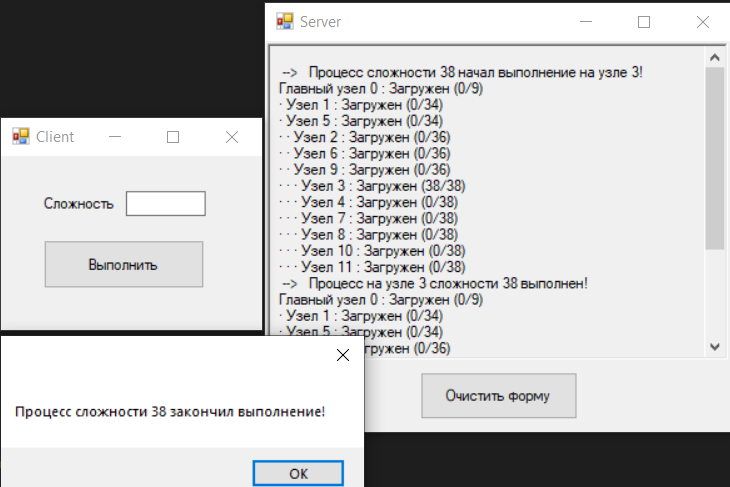 Server
--> Процесс сложности 38 начал выполнение на узле 3!
Главный узел 0 : Загружен (0/9)
· Узел 1 : Загружен (0/34)
· Узел 5 : Загружен (0/34)
· · Узел 2 : Загружен (0/36)
· · Узел 6 : Загружен (0/36)
· · Узел 9 : Загружен (0/36)
· · · Узел 3 : Загружен (38/38)
· · · Узел 4 : Загружен (0/38)
· · · Узел 7 : Загружен (0/38)
· · · Узел 8 : Загружен (0/38)
· · · Узел 10 : Загружен (0/38)
· · · Узел 11 : Загружен (0/38)
--> Процесс на узле 3 сложности 38 выполнен!
Главный узел 0 : Загружен (0/9)
· Узел 1 : Загружен (0/34)
· Узел 5 : Загружен (0/34)
(0/36)
Очистить форму
Client
Сложность
Выполнить
Процесс сложности 38 закончил выполнение!
OK